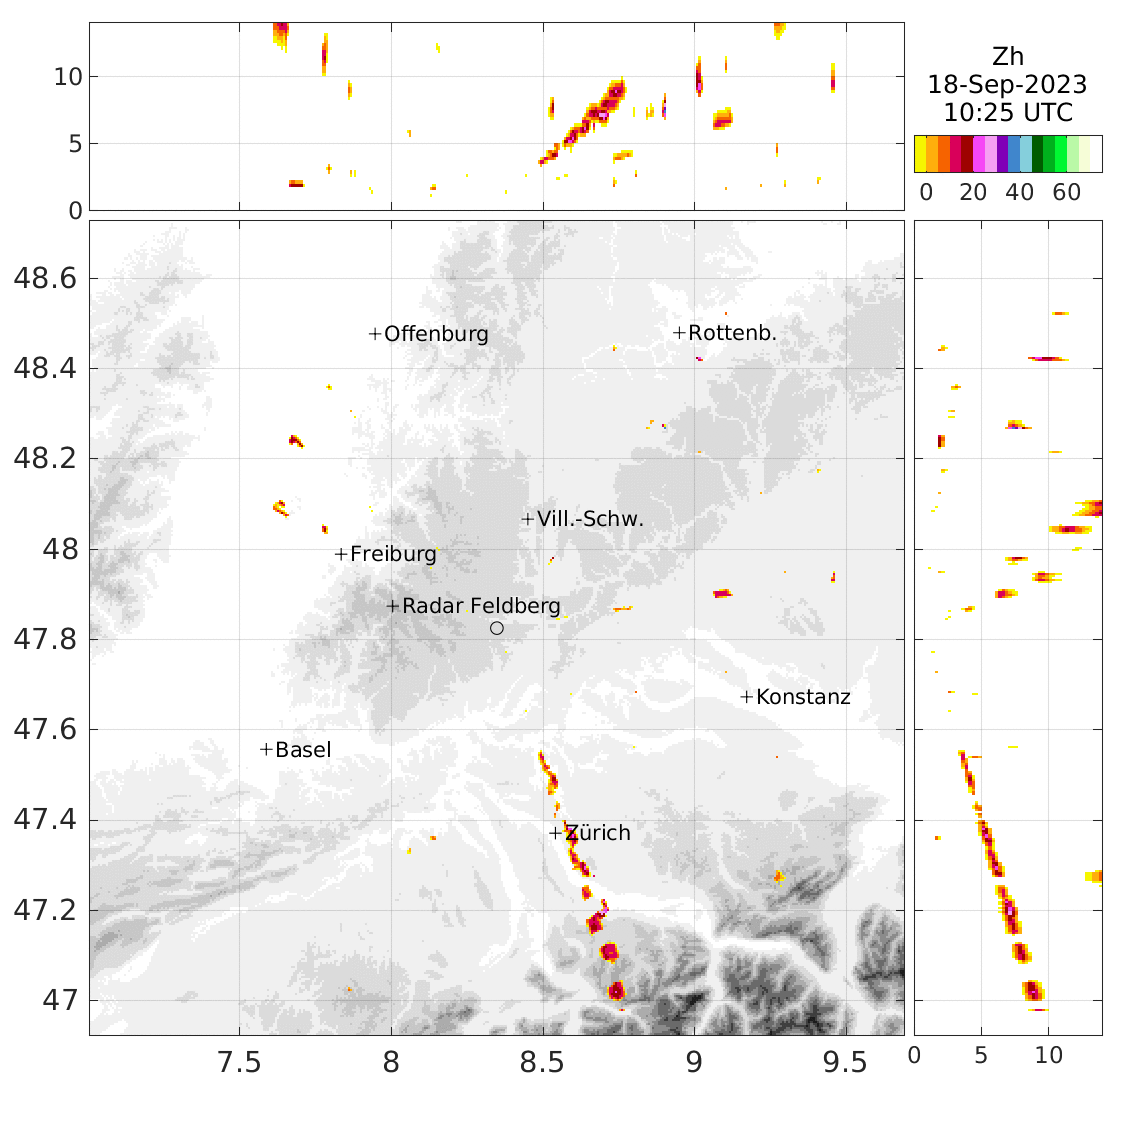 Zh
18-Sep-2023
10:25 UTC
0 20 40 60
10
5
0
48.6
48.4
48.2
48
47.8
47.6
47.4
47.2
47
+Offenburg
+Rottenb.
+Vill.-Schw.
+Freiburg
+Radar Feldberg
+Konstanz
+Basel
+Zürich
7.5 8 8.5 9 9.5
0 5 10